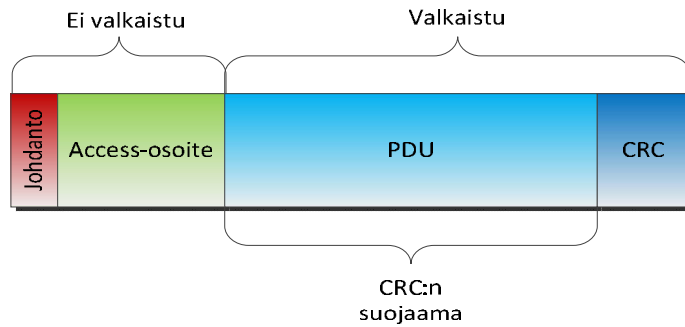 Ei valkaistu
Valkaistu
Johdanto
Access-osoite
PDU
CRC
CRC:n
suojaama